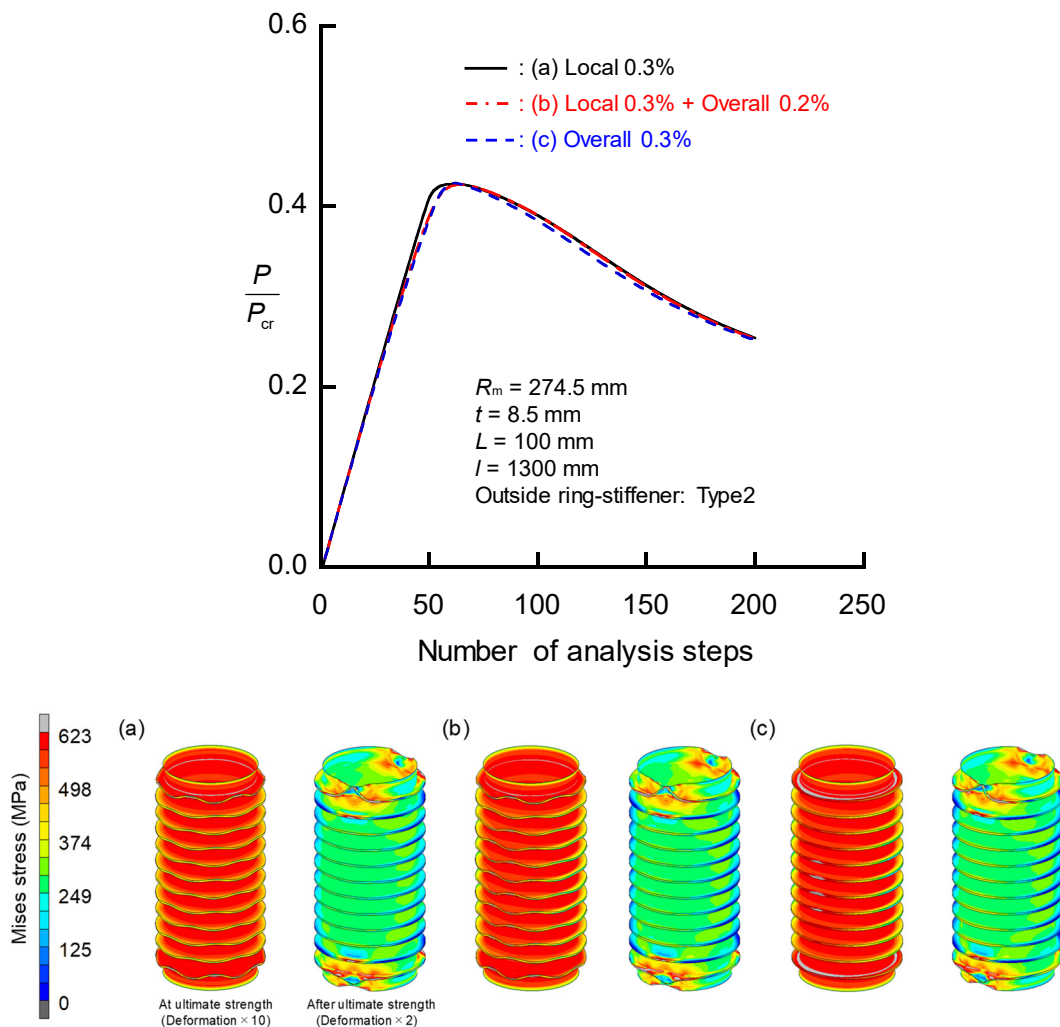 0.6
: (a) Local 0.3%
: (b) Local 0.3% + Overall 0.2%
: (c) Overall 0.3%
0.4
P
Pcr
0.2
Rm = 274.5 mm
t = 8.5 mm
L = 100 mm
l = 1300 mm
Outside ring-stiffener: Type2
0.0
0 50 100 150 200 250
Number of analysis steps
(a) (b) (c)
Mises stress (MPa)
623
498
374
249
125
0
At ultimate strength
(Deformation × 10)
After ultimate strength
(Deformation × 2)